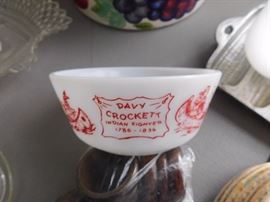 DAVY
CROCKETT
INDIAN FIGHTER
1786 - 1836